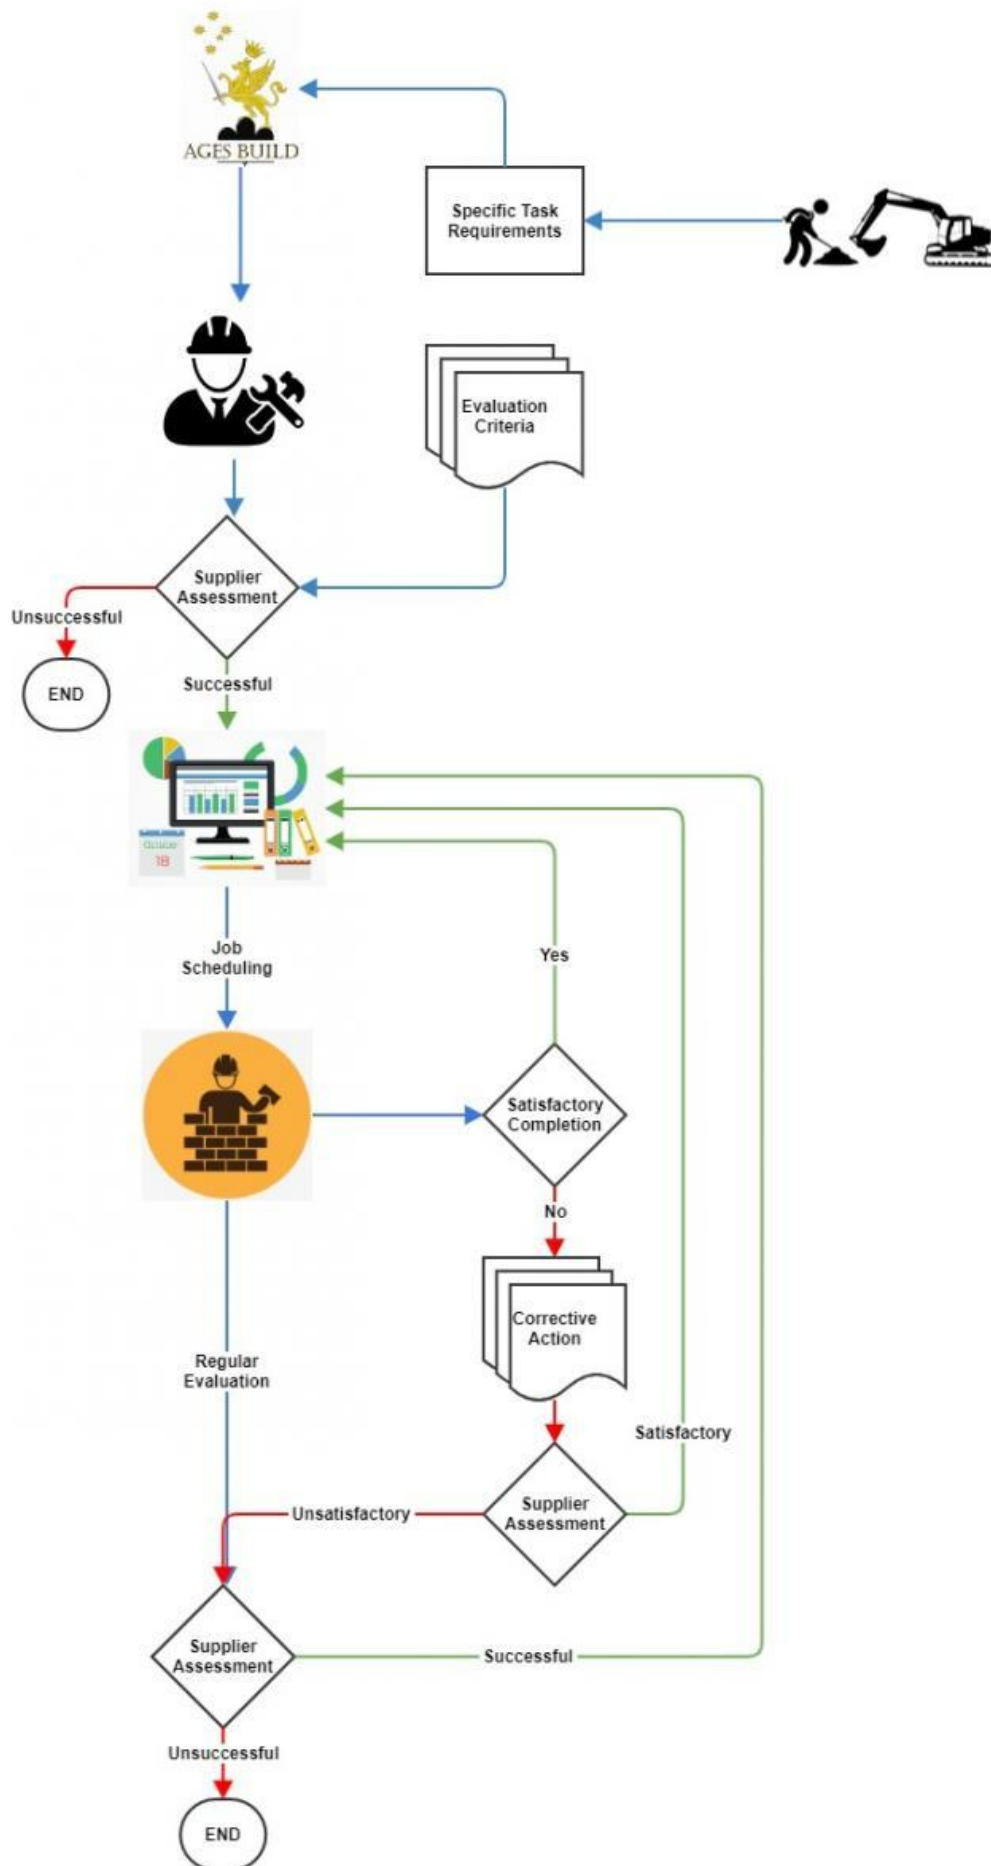 AGES BUILD
Specific Task
Requirements
Evaluation
Criteria
Supplier
Assessment
Unsuccessful
END
Successful
18
Job
Scheduling
Yes
Satisfactory
Completion
No
Corrective
Action
Regular
Evaluation
Satisfactory
Unsatisfactory
Supplier
Assessment
Supplier
Assessment
Successful
Unsuccessful
END